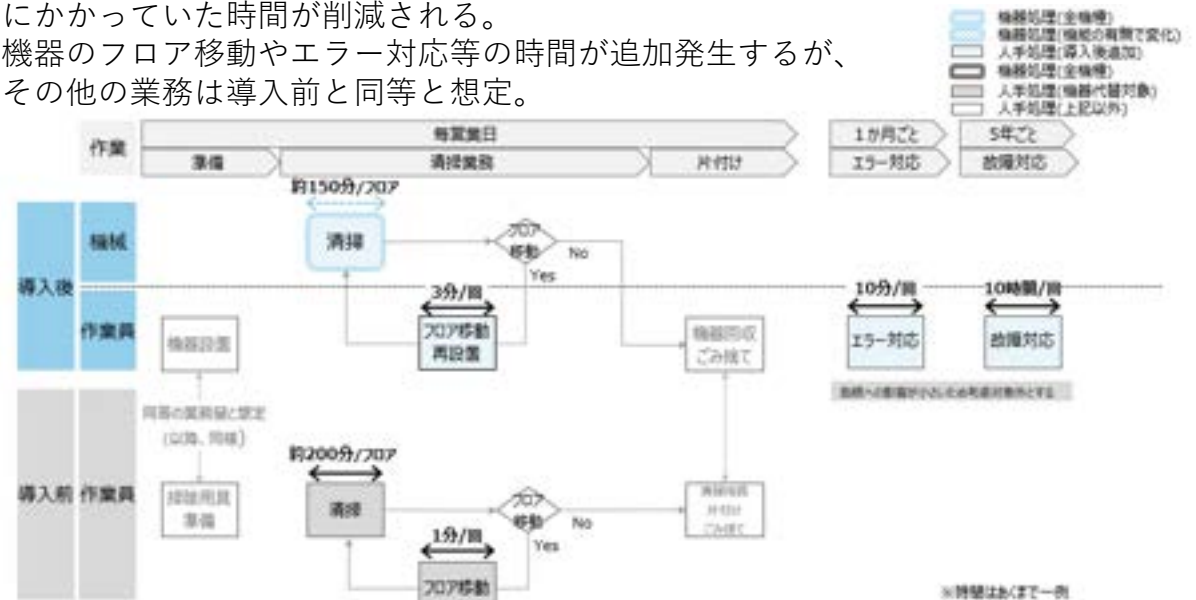 にかかっていた時間が削減される。
機器のフロア移動やエラー対応等の時間が追加発生するが、
その他の業務は導入前と同等と想定。
機器処理(全機種)
機器処理(機能の有無で変化)
人手処理(導入後追加)
機器処理(全機種)
人手処理(機器代替対象)
人手処理(上記以外)
作業
毎営業日
1か月ごと
5年ごと
準備
清掃業務
片付け
エラー対応
故障対応
約150分/フロア
導入後
機械
清掃
フロア
移動
No
Yes
3分/回
10分/回
10時間/回
作業員
機器設置
フロア移動
再設置
機器回収
ごみ捨て
エラー対応
故障対応
同等の業務量と想定
(以降、同様)
約200分/フロア
導入前
作業員
掃除用具
準備
清掃
フロア
移動
No
Yes
片付け
ごみ捨て
1分/回
フロア移動
※時間はあくまで一例